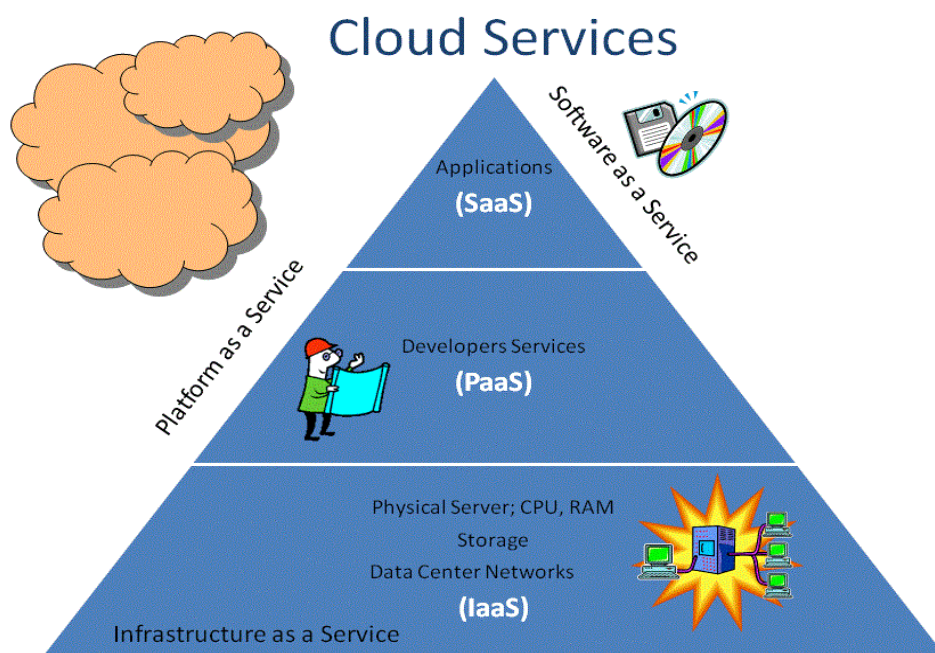 Cloud Services
Software as a Service
Applications
(SaaS)
Platform as a Service
Developers Services
(PaaS)
Physical Server; CPU, RAM
Storage
Data Center Networks
(IaaS)
Infrastructure as a Service